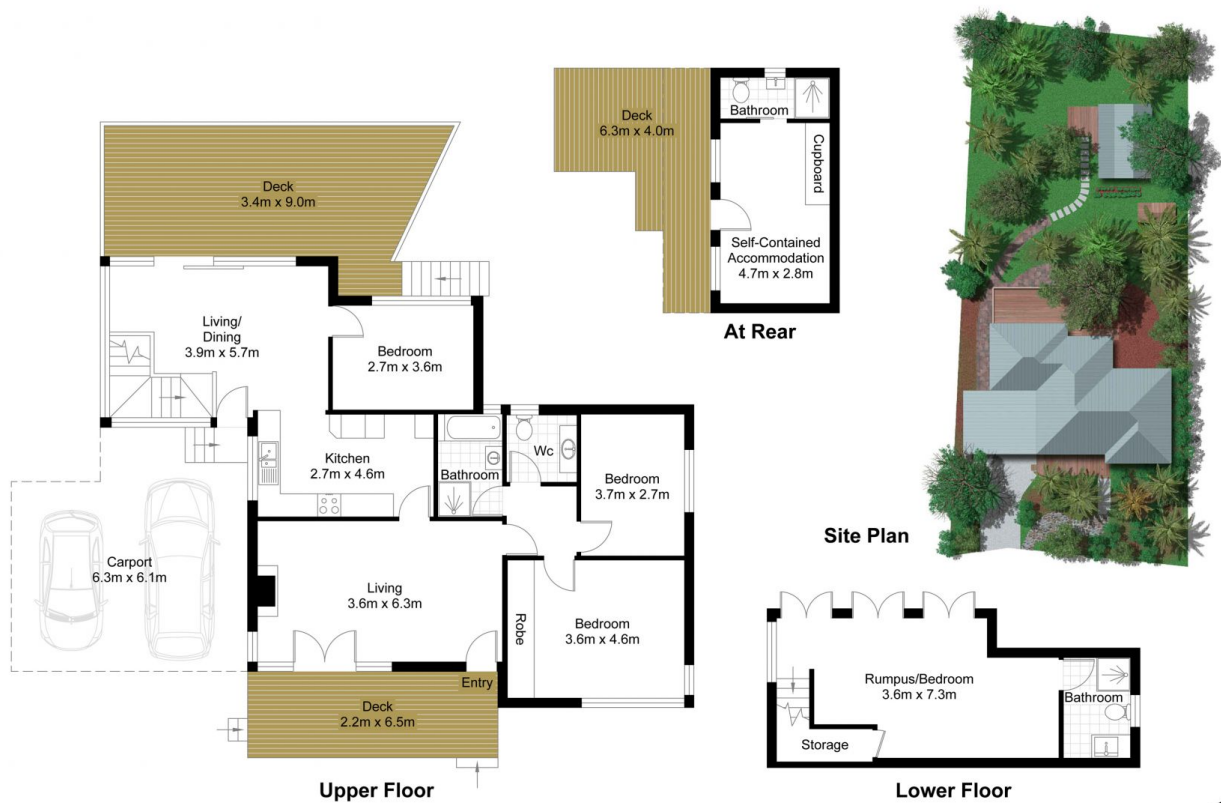 Deck
3.4m x 9.0m
Living/
Dining
3.9m x 5.7m
Bedroom
2.7m x 3.6m
Kitchen
2.7m x 4.6m
Bathroom
Wc
Bedroom
3.7m x 2.7m
Carport
6.3m x 6.1m
Living
3.6m x 6.3m
Robe
Bedroom
3.6m x 4.6m
Entry
Deck
2.2m x 6.5m
Upper Floor
Deck
6.3m x 4.0m
Bathroom
Cupboard
Self-Contained
Accommodation
4.7m x 2.8m
At Rear
Site Plan
Rumpus/Bedroom
3.6m x 7.3m
Bathroom
Storage
Lower Floor